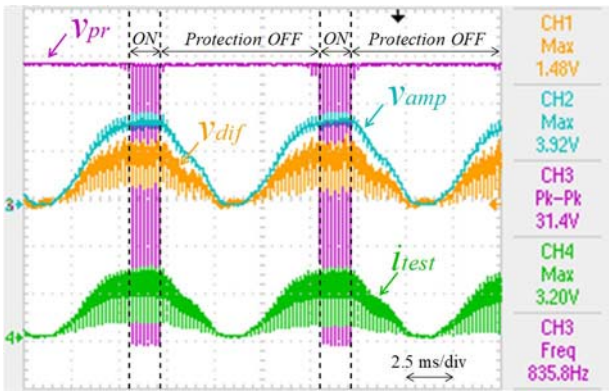 v_pr
ON Protection OFF ON Protection OFF
v_amp
v_dif
i_test
3
4
2.5 ms/div
CH1
Max
1.48V
CH2
Max
3.92V
CH3
Pk-Pk
31.4V
CH4
Max
3.20V
CH3
Freq
835.8Hz